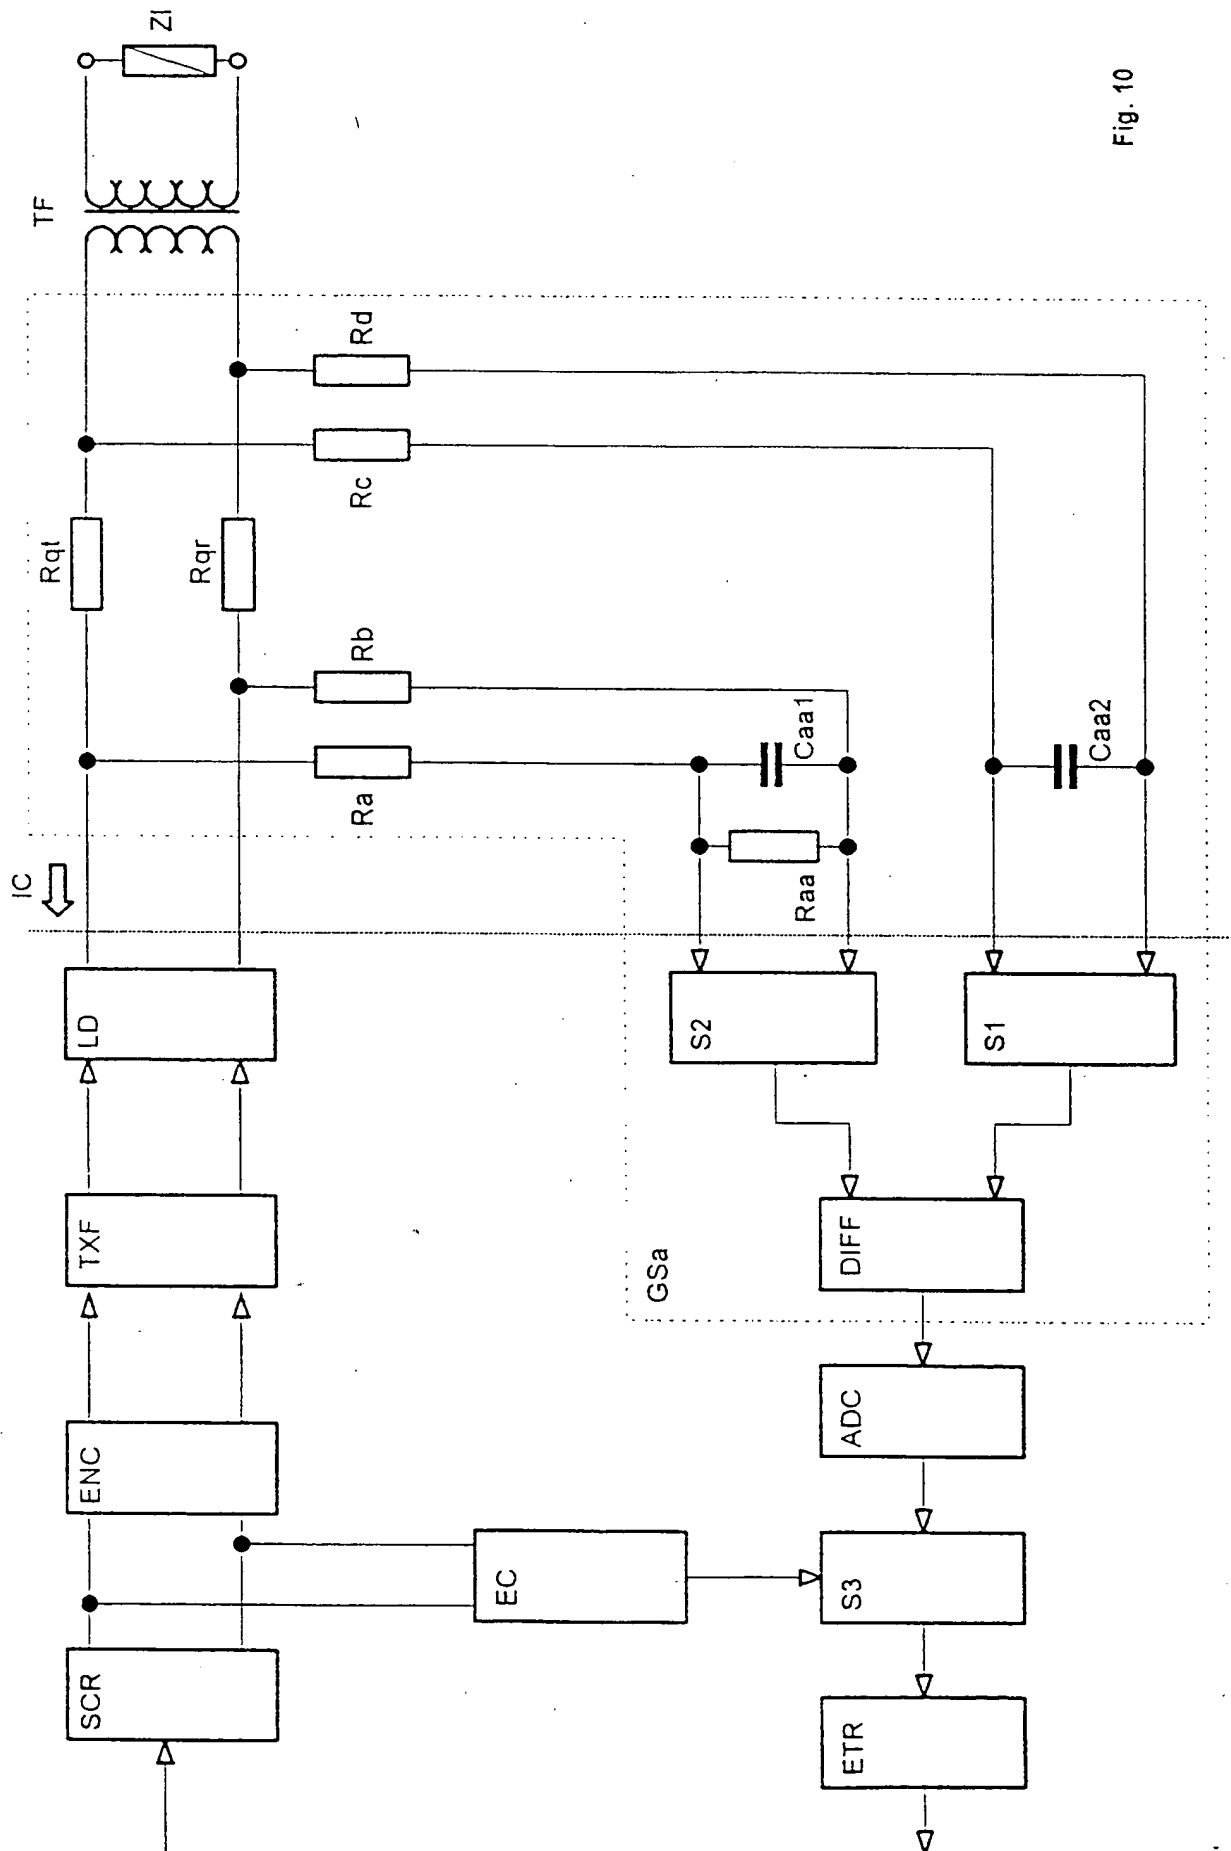 SCR
ENC
TXF
LD
IC
Rqt
Rqr
TF
Zl
Ra
Rb
Rc
Rd
EC
Raa
Caa1
Caa2
S2
S1
GSa
DIFF
ADC
S3
ETR
Fig. 10